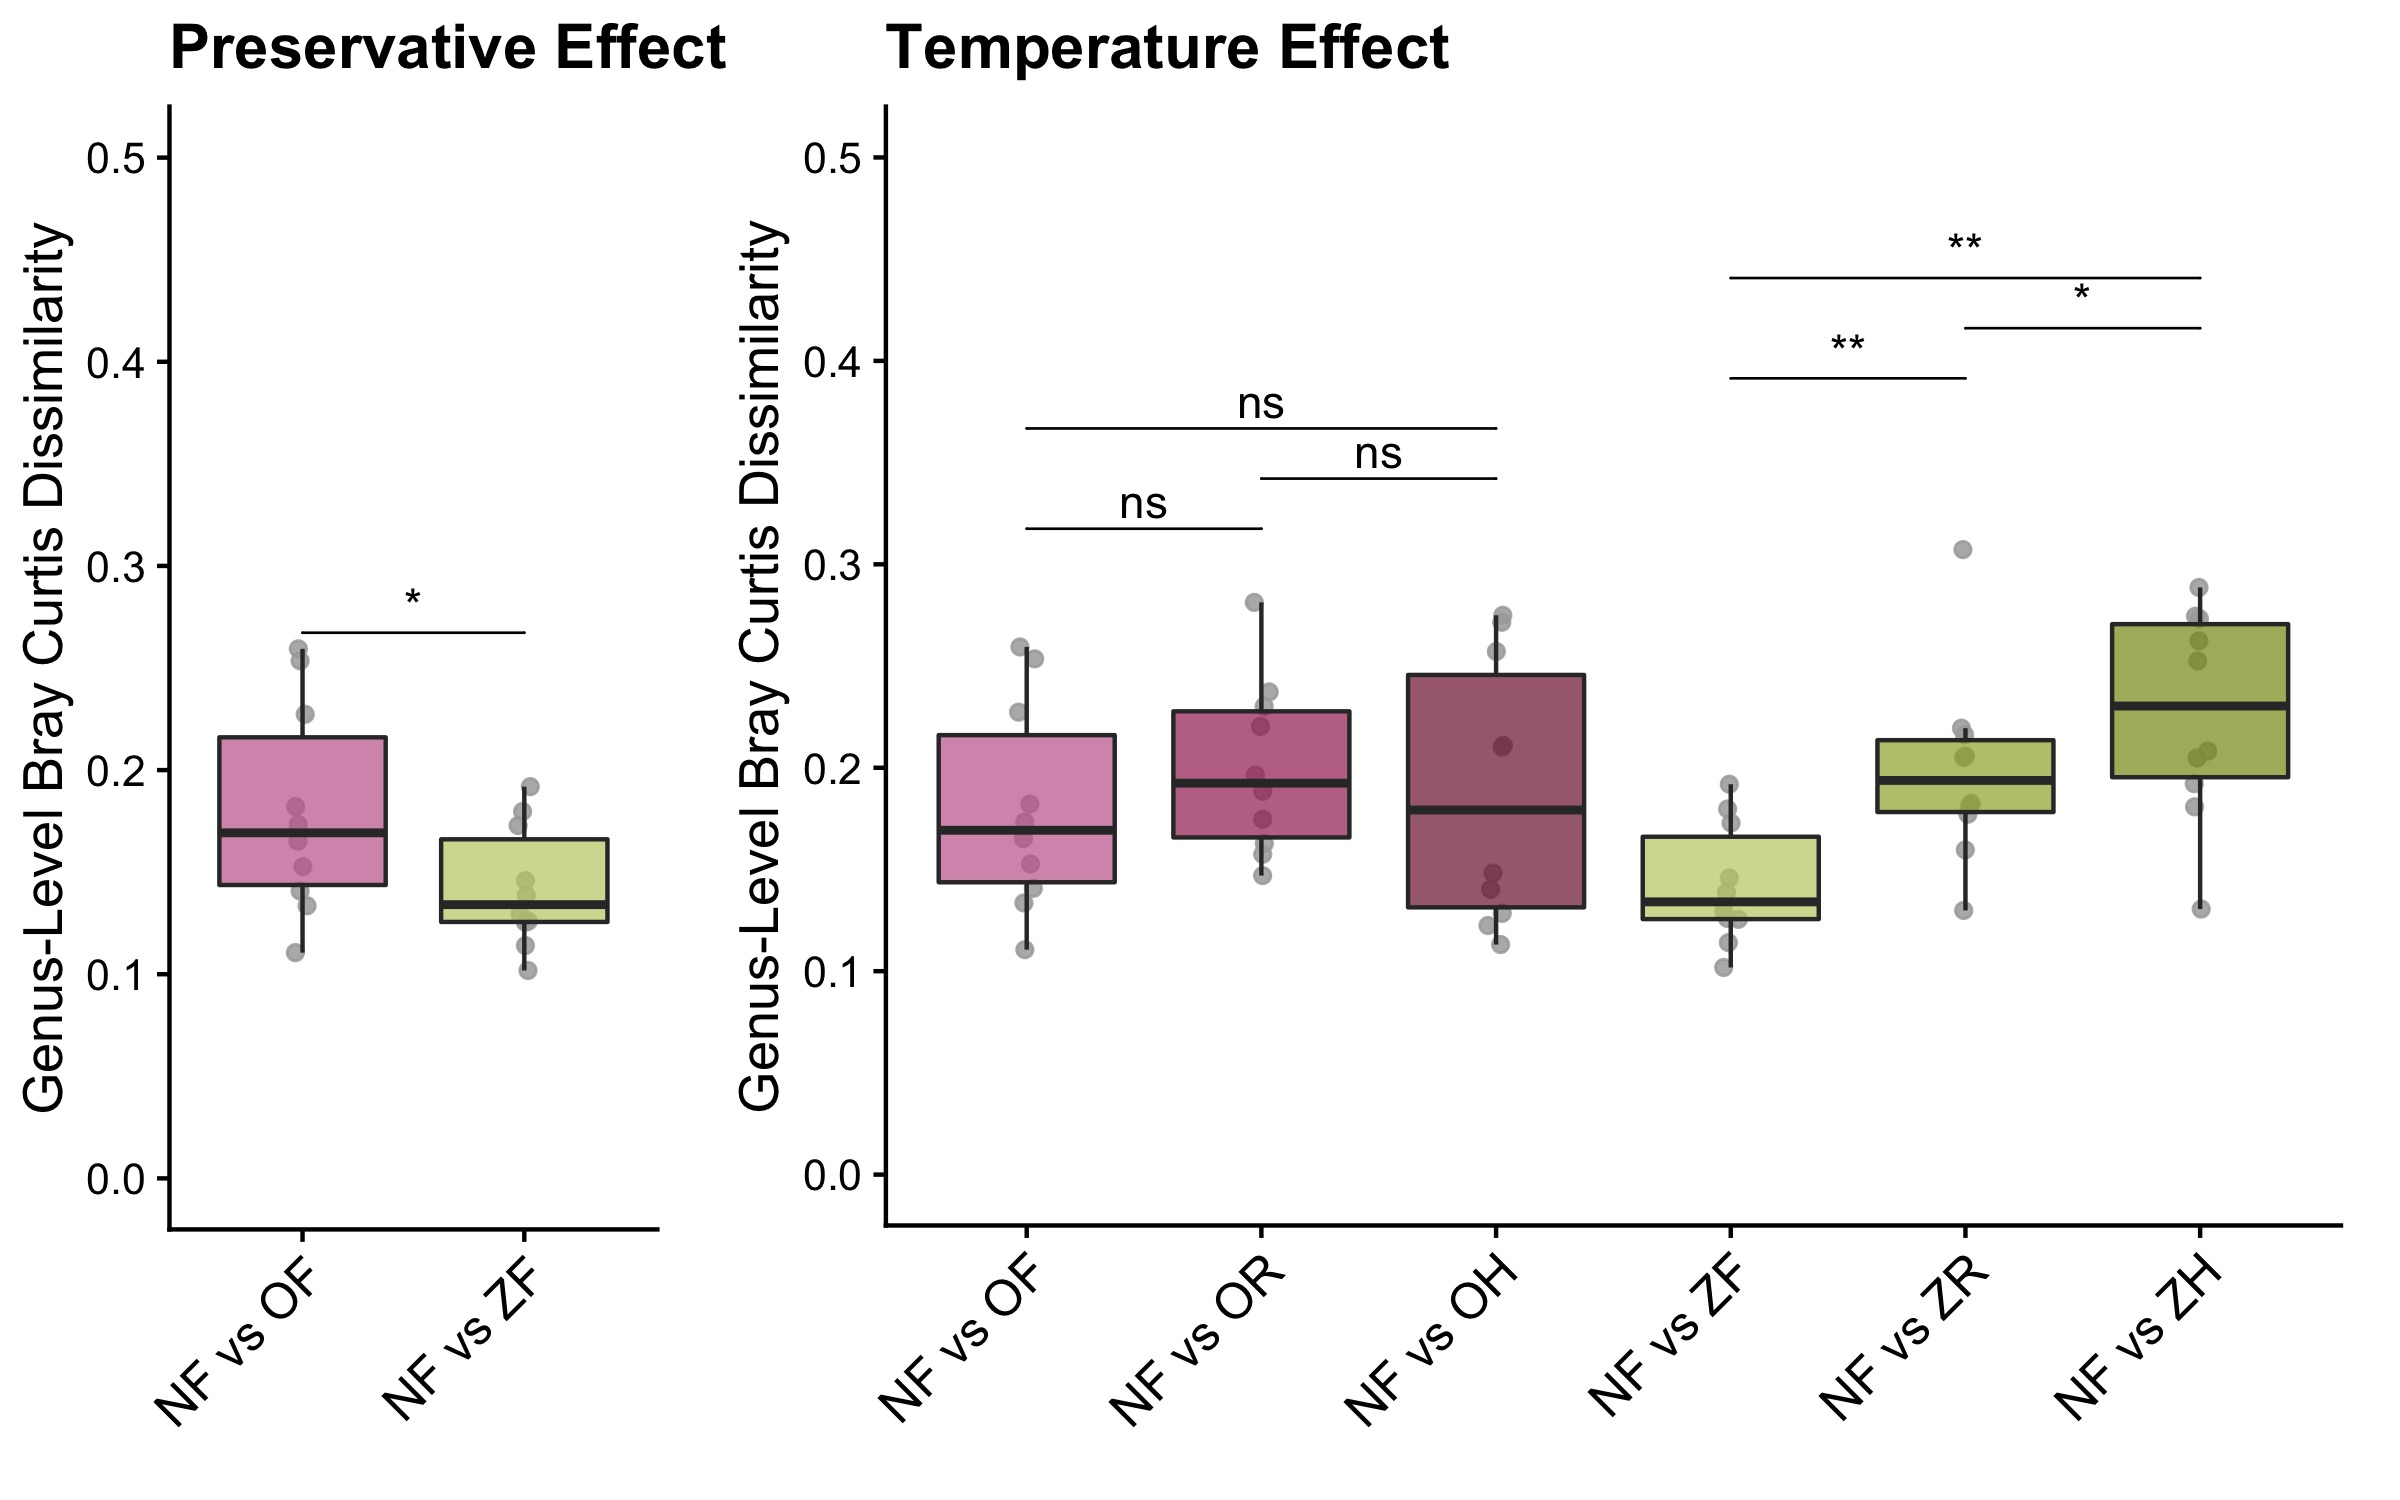 Preservative Effect
Genus-Level Bray Curtis Dissimilarity
0.5
0.4
0.3
0.2
0.1
0.0
*
NF vs OF
NF vs ZF
Temperature Effect
Genus-Level Bray Curtis Dissimilarity
0.5
0.4
0.3
0.2
0.1
0.0
ns
ns
ns
**
*
**
NF vs OF
NF vs OR
NF vs OH
NF vs ZF
NF vs ZR
NF vs ZH